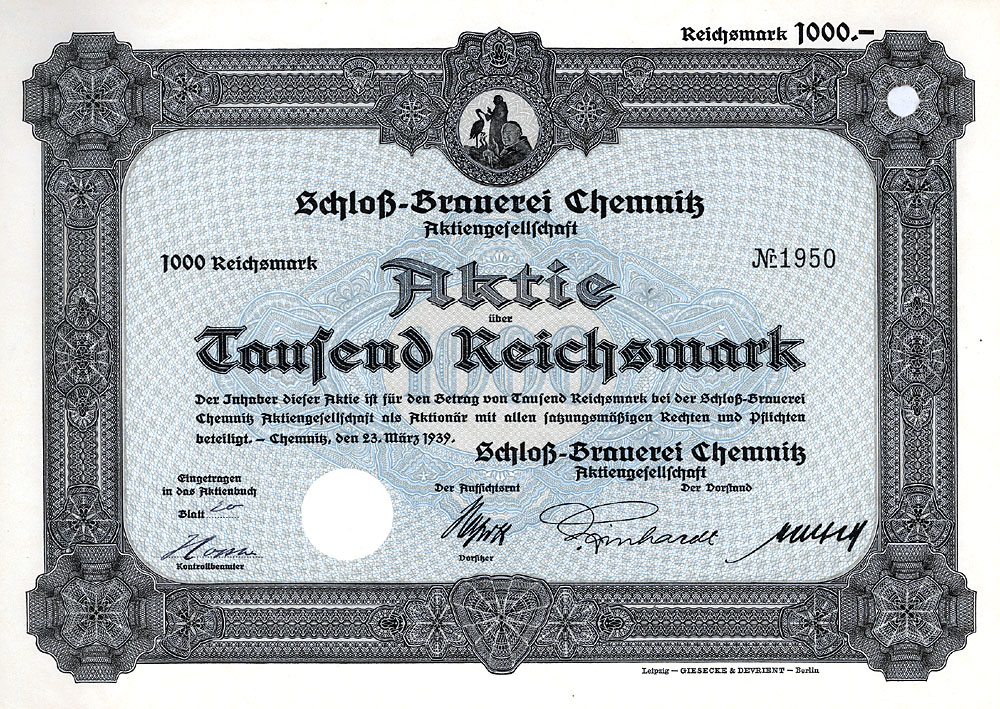 Reichsmark 1000.–
Schloß-Brauerei Chemnitz
Aktiengesellschaft
1000 Reichsmark
№ 1950
Aktie
über
1000
Tausend Reichsmark
Der Inhaber dieser Aktie ist für den Betrag von Tausend Reichsmark bei der Schloß-Brauerei
Chemnitz Aktiengesellschaft als Aktionär mit allen satzungsmäßigen Rechten und Pflichten
beteiligt. – Chemnitz, den 23. März 1939.
Schloß-Brauerei Chemnitz
Aktiengesellschaft
Eingetragen
in das Aktienbuch
Blatt 20
Kontrollbeamter
Der Aufsichtsrat
Vorsitzer
Der Vorstand
Reinhardt
Leipzig — GIESECKE & DEVRIENT — Berlin